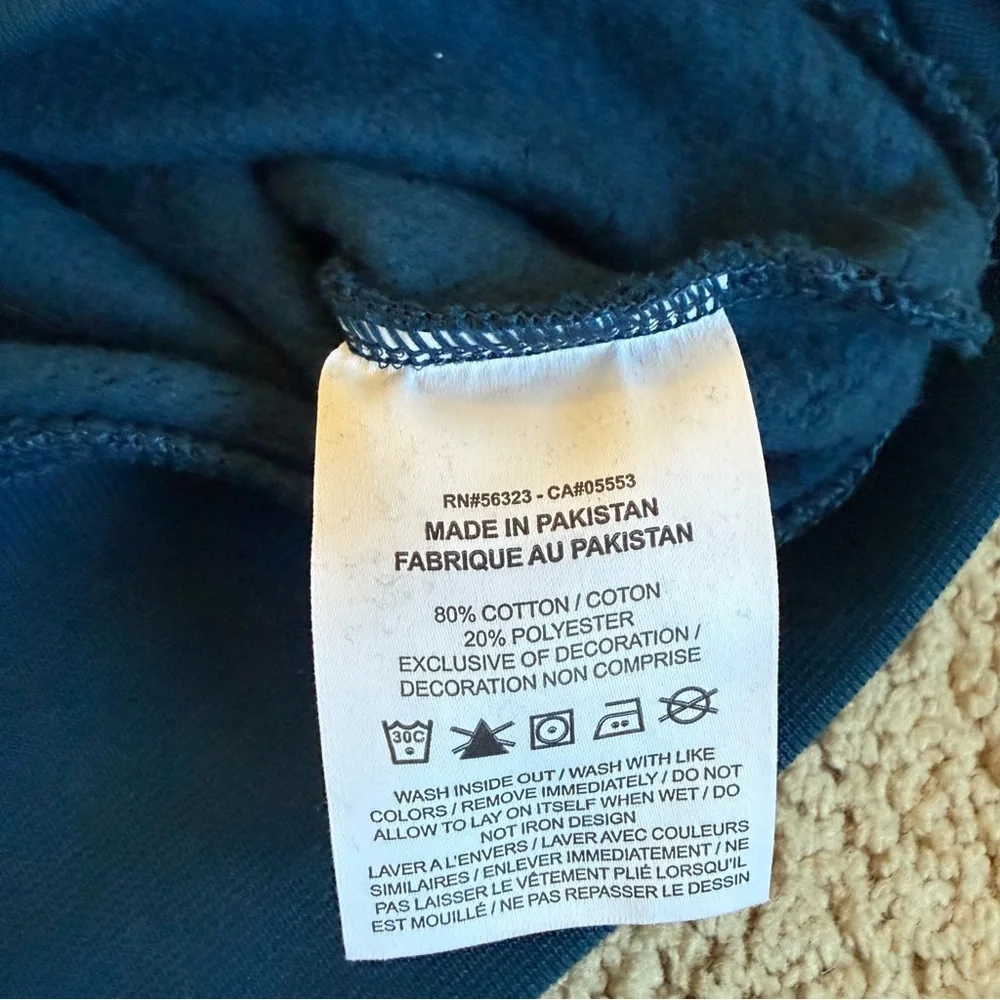 RN#56323 - CA#05553
MADE IN PAKISTAN
FABRIQUE AU PAKISTAN
80% COTTON / COTON
20% POLYESTER
EXCLUSIVE OF DECORATION /
DECORATION NON COMPRISE
30C
WASH INSIDE OUT / WASH WITH LIKE
COLORS / REMOVE IMMEDIATELY / DO NOT
ALLOW TO LAY ON ITSELF WHEN WET / DO
NOT IRON DESIGN
LAVER A L'ENVERS / LAVER AVEC COULEURS
SIMILAIRES / ENLEVER IMMEDIATEMENT / NE
PAS LAISSER LE VÊTEMENT PLIÉ LORSQU'IL
EST MOUILLÉ / NE PAS REPASSER LE DESSIN